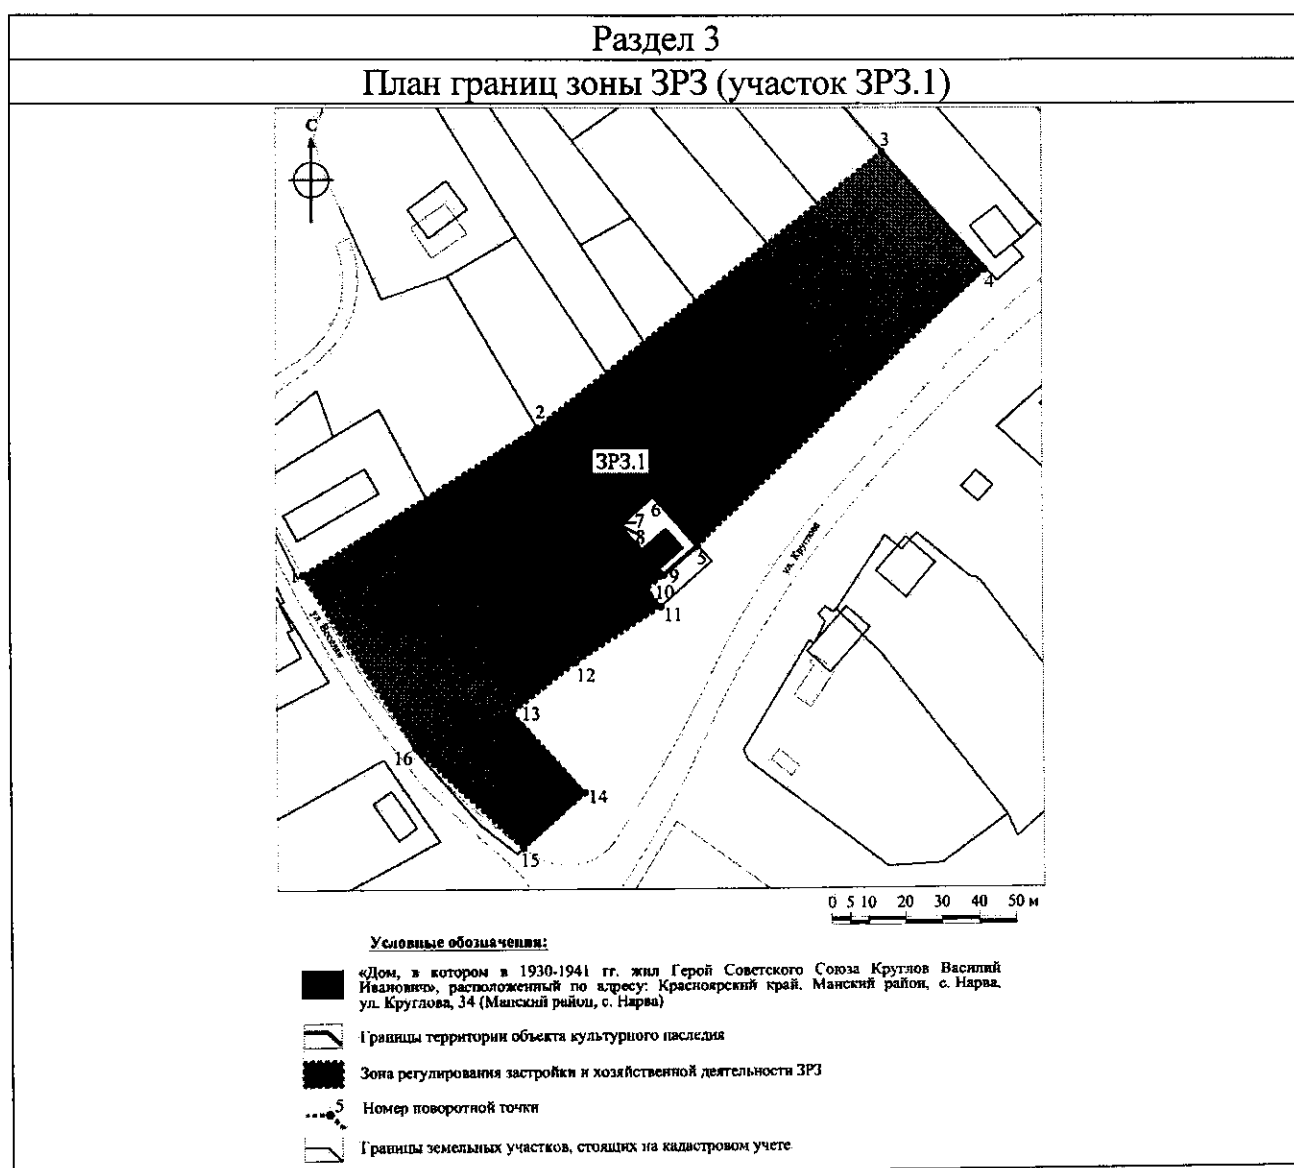 Раздел 3
План границ зоны ЗРЗ (участок ЗРЗ.1)
С
3
4
2
ЗРЗ.1
6
7
8
5
9
10
11
1
12
13
16
14
15
ул. Круглова
ул.
0 5 10 20 30 40 50 м
Условные обозначения:
«Дом, в котором в 1930-1941 гг. жил Герой Советского Союза Круглов Василий
Иванович», расположенный по адресу: Красноярский край, Манский район, с. Нарва,
ул. Круглова, 34 (Манский район, с. Нарва)
Границы территории объекта культурного наследия
Зона регулирования застройки и хозяйственной деятельности ЗРЗ
5
Номер поворотной точки
Границы земельных участков, стоящих на кадастровом учете